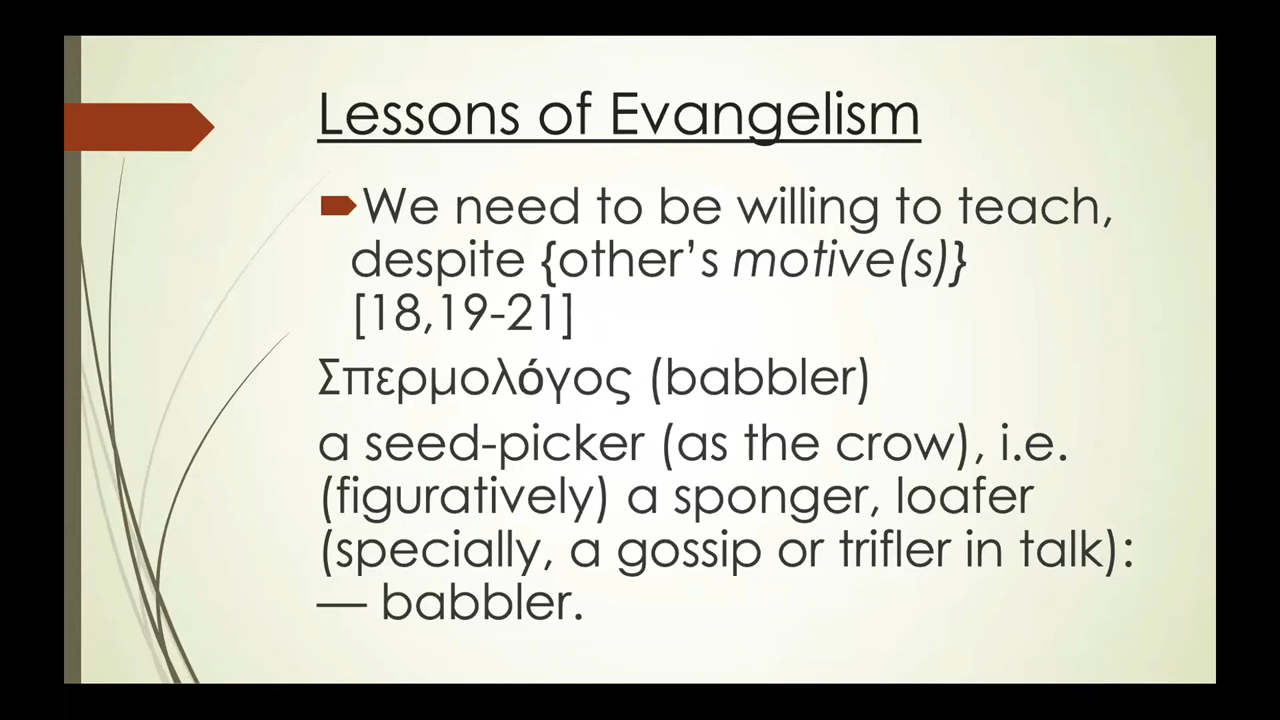 Lessons of Evangelism
We need to be willing to teach,
despite {other’s motive(s)}
[18,19-21]
Σπερμολόγος (babbler)
a seed-picker (as the crow), i.e.
(figuratively) a sponger, loafer
(specially, a gossip or trifler in talk):
— babbler.